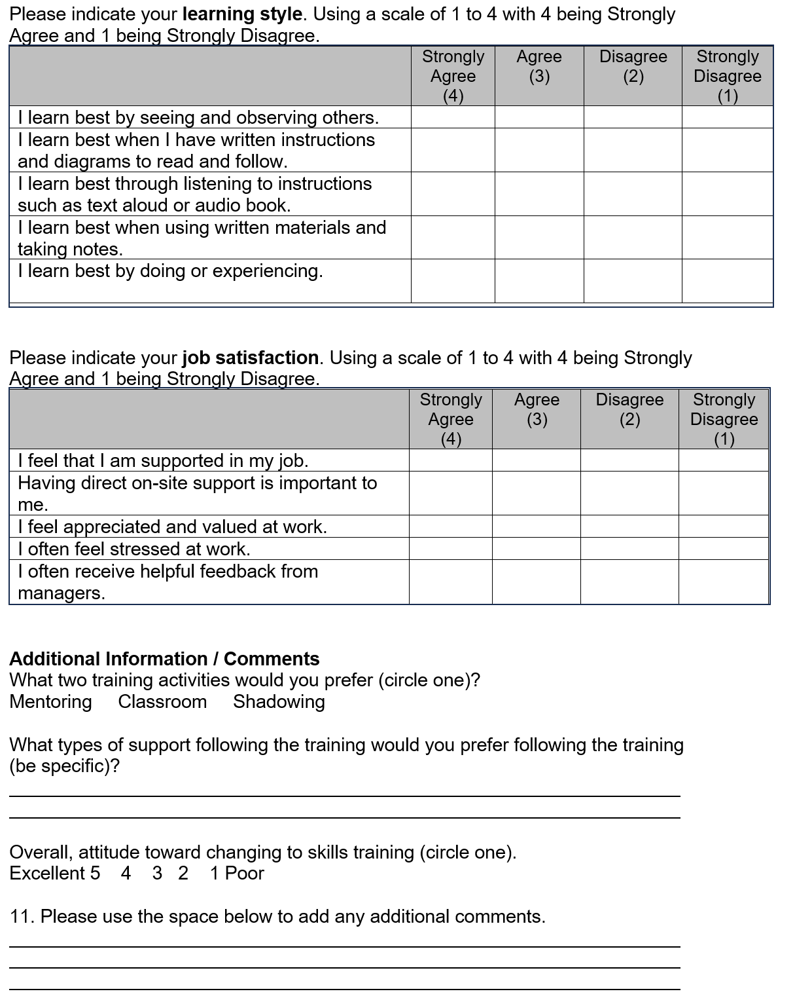 Please indicate your learning style. Using a scale of 1 to 4 with 4 being Strongly
Agree and 1 being Strongly Disagree.
Strongly Agree (4) Agree (3) Disagree (2) Strongly Disagree (1)
I learn best by seeing and observing others.
I learn best when I have written instructions
and diagrams to read and follow.
I learn best through listening to instructions
such as text aloud or audio book.
I learn best when using written materials and
taking notes.
I learn best by doing or experiencing.
Please indicate your job satisfaction. Using a scale of 1 to 4 with 4 being Strongly
Agree and 1 being Strongly Disagree.
Strongly Agree (4) Agree (3) Disagree (2) Strongly Disagree (1)
I feel that I am supported in my job.
Having direct on-site support is important to
me.
I feel appreciated and valued at work.
I often feel stressed at work.
I often receive helpful feedback from
managers.
Additional Information / Comments
What two training activities would you prefer (circle one)?
Mentoring Classroom Shadowing
What types of support following the training would you prefer following the training
(be specific)?
Overall, attitude toward changing to skills training (circle one).
Excellent 5 4 3 2 1 Poor
11. Please use the space below to add any additional comments.